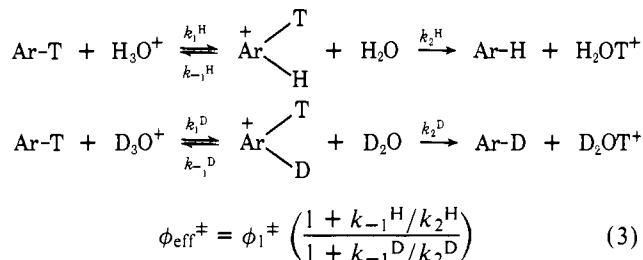 Ar-T + H₃O⁺ ⇌ (k₁ᴴ / k₋₁ᴴ) ⁺Ar(T)(H) + H₂O → (k₂ᴴ) Ar-H + H₂OT⁺
Ar-T + D₃O⁺ ⇌ (k₁ᴰ / k₋₁ᴰ) ⁺Ar(T)(D) + D₂O → (k₂ᴰ) Ar-D + D₂OT⁺
ϕ_eff^‡ = ϕ₁^‡ ( (1 + k₋₁ᴴ/k₂ᴴ) / (1 + k₋₁ᴰ/k₂ᴰ) ) (3)